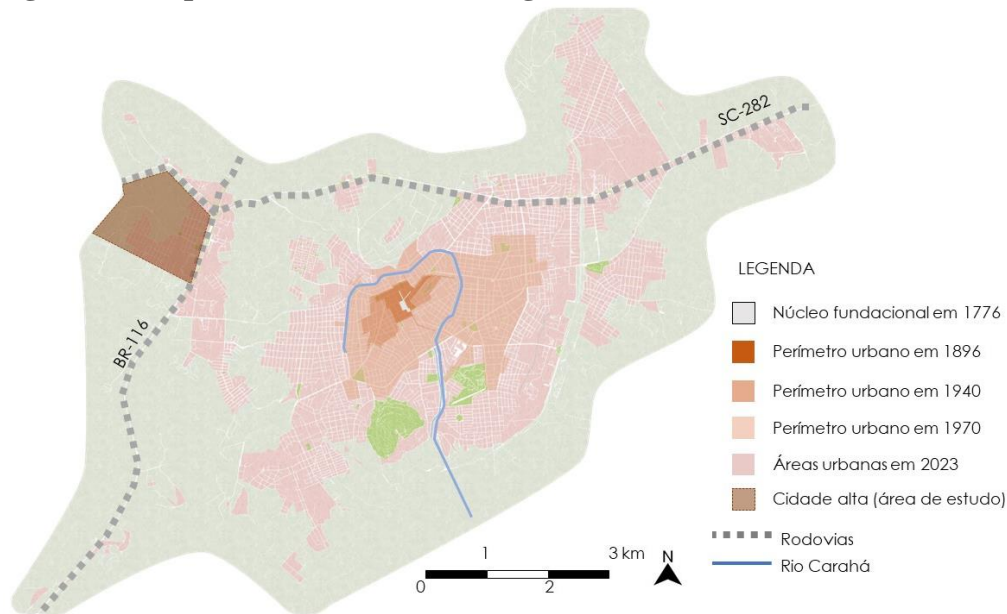 SC-282
BR-116
LEGENDA
Núcleo fundacional em 1776
Perímetro urbano em 1896
Perímetro urbano em 1940
Perímetro urbano em 1970
Áreas urbanas em 2023
Cidade alta (área de estudo)
Rodovias
Rio Carahá
1 3 km
0 2
N